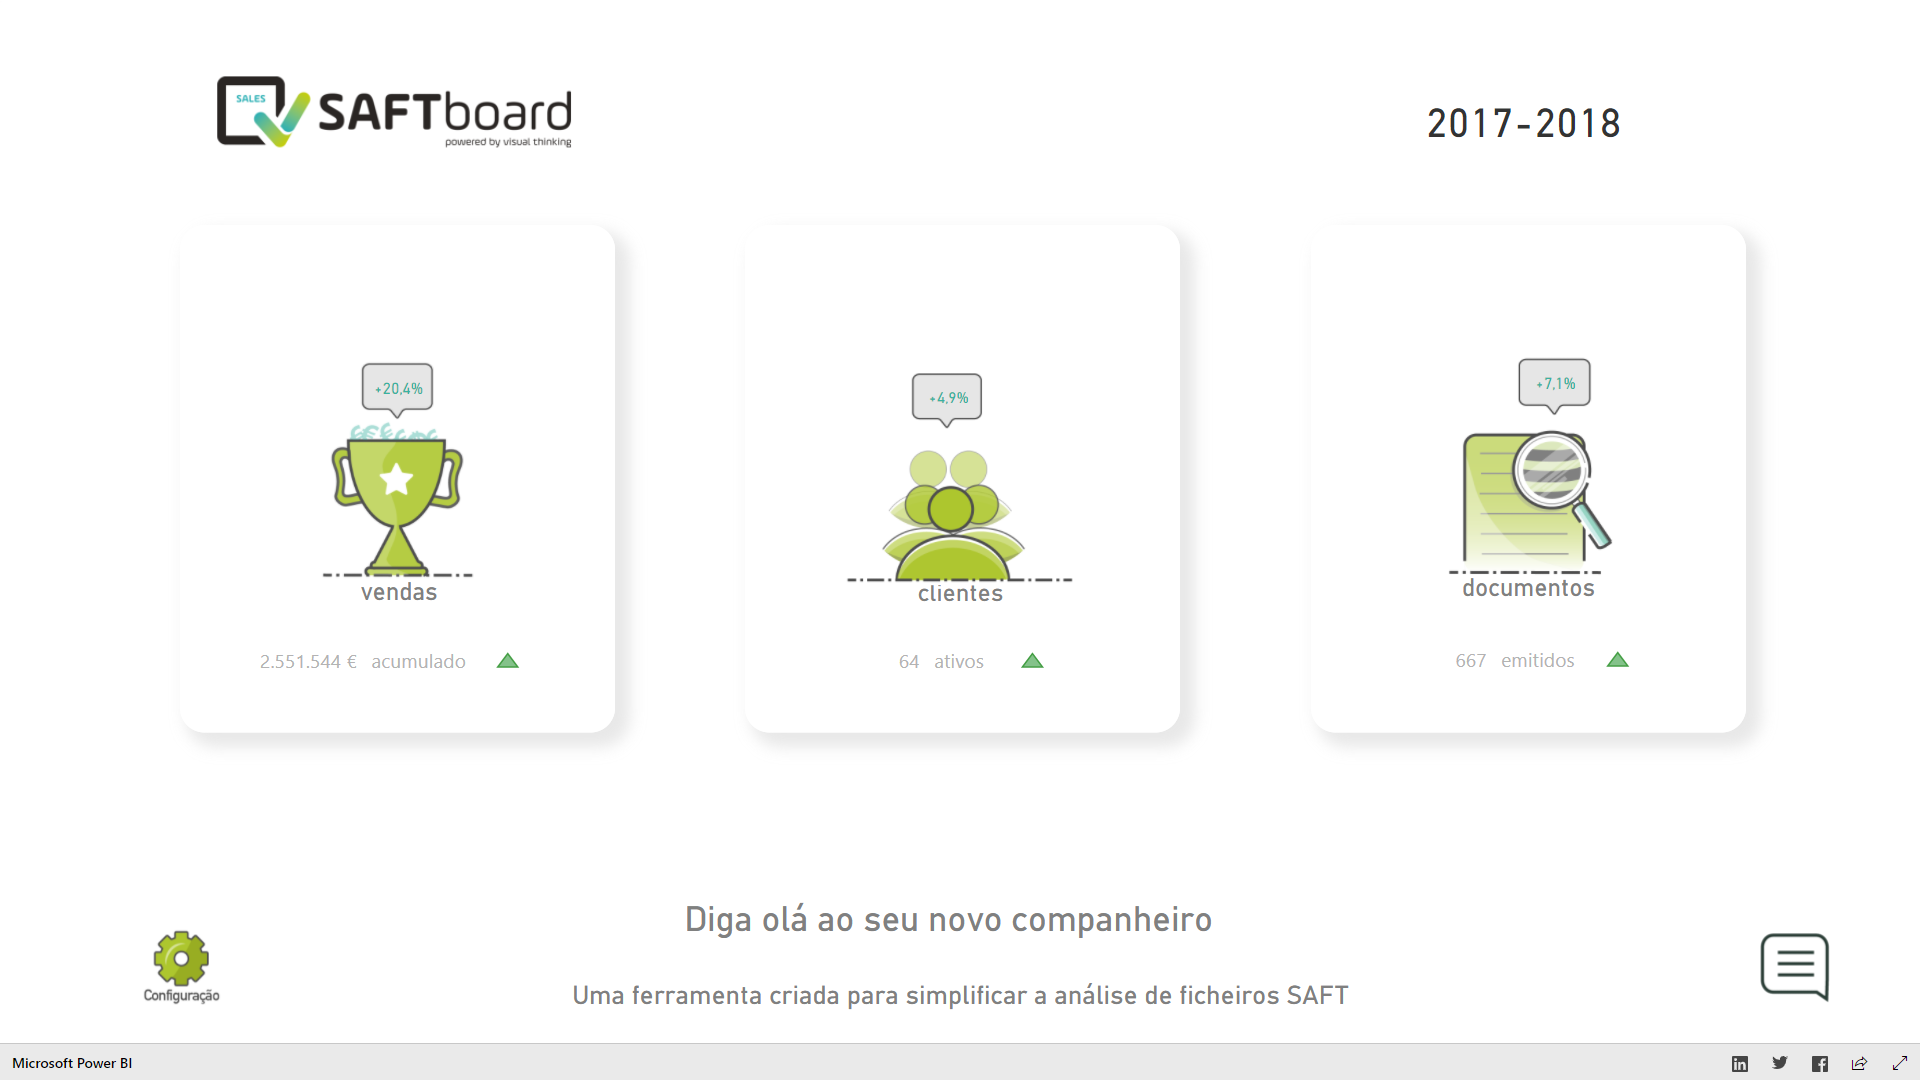 SALES
SAFTboard
powered by visual thinking
2017-2018
+20,4%
vendas
2.551.544 € acumulado
+4,9%
clientes
64 ativos
+7,1%
documentos
667 emitidos
Diga olá ao seu novo companheiro
Uma ferramenta criada para simplificar a análise de ficheiros SAFT
Configuração
Microsoft Power BI